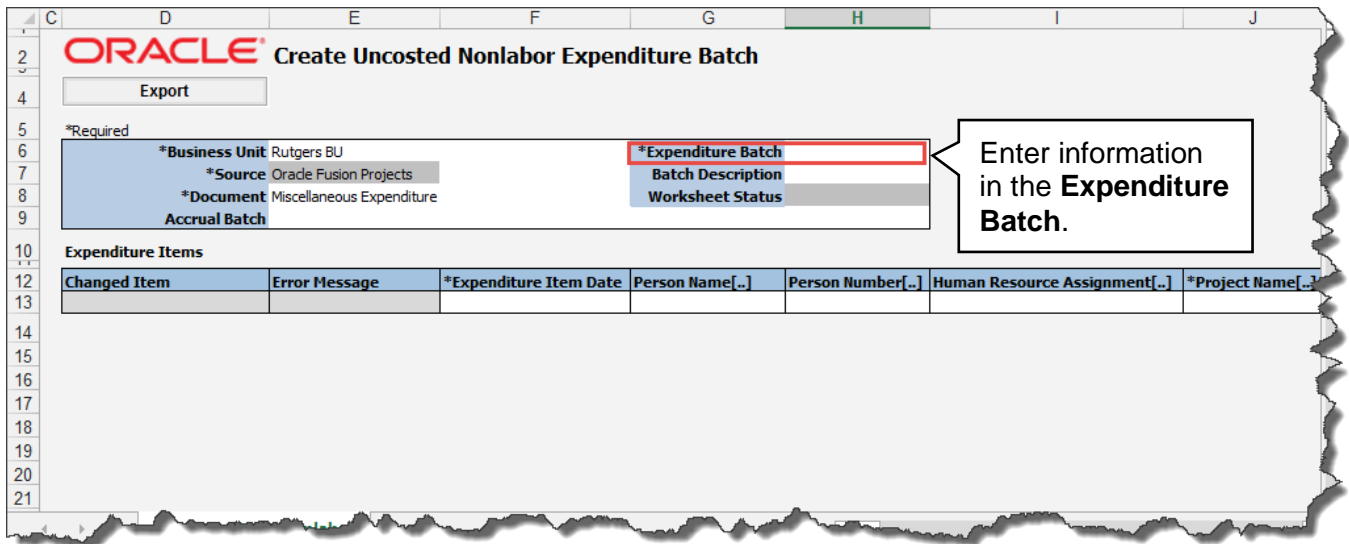 C D E F G H I J
2 ORACLE Create Uncosted Nonlabor Expenditure Batch
4 Export
5 *Required
6 *Business Unit Rutgers BU *Expenditure Batch
7 *Source Oracle Fusion Projects Batch Description
8 *Document Miscellaneous Expenditure Worksheet Status
9 Accrual Batch
Enter information
in the Expenditure
Batch.
10 Expenditure Items
12 Changed Item Error Message *Expenditure Item Date Person Name[..] Person Number[..] Human Resource Assignment[..] *Project Name[..]
13
14
15
16
17
18
19
20
21